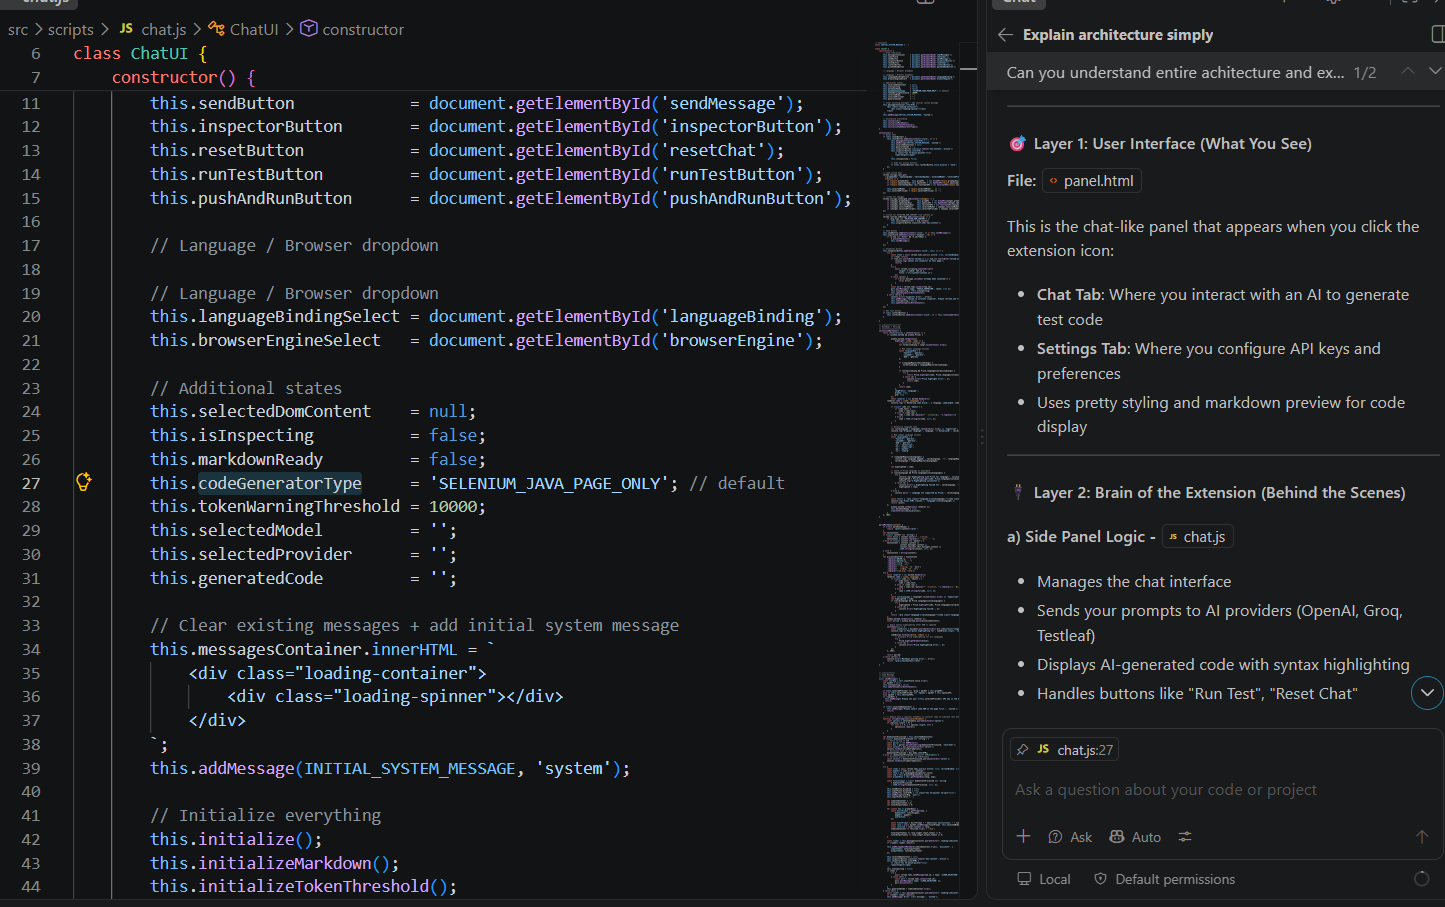 src > scripts > JS chat.js > ChatUI > constructor
6 class ChatUI {
7 constructor() {
11 this.sendButton = document.getElementById('sendMessage');
12 this.inspectorButton = document.getElementById('inspectorButton');
13 this.resetButton = document.getElementById('resetChat');
14 this.runTestButton = document.getElementById('runTestButton');
15 this.pushAndRunButton = document.getElementById('pushAndRunButton');
16
17 // Language / Browser dropdown
18
19 // Language / Browser dropdown
20 this.languageBindingSelect = document.getElementById('languageBinding');
21 this.browserEngineSelect = document.getElementById('browserEngine');
22
23 // Additional states
24 this.selectedDomContent = null;
25 this.isInspecting = false;
26 this.markdownReady = false;
27 this.codeGeneratorType = 'SELENIUM_JAVA_PAGE_ONLY'; // default
28 this.tokenWarningThreshold = 10000;
29 this.selectedModel = '';
30 this.selectedProvider = '';
31 this.generatedCode = '';
32
33 // Clear existing messages + add initial system message
34 this.messagesContainer.innerHTML = `
35 <div class="loading-container">
36 <div class="loading-spinner"></div>
37 </div>
38 `;
39 this.addMessage(INITIAL_SYSTEM_MESSAGE, 'system');
40
41 // Initialize everything
42 this.initialize();
43 this.initializeMarkdown();
44 this.initializeTokenThreshold();
Explain architecture simply
Can you understand entire achitecture and ex... 1/2
Layer 1: User Interface (What You See)
File: panel.html
This is the chat-like panel that appears when you click the
extension icon:
• Chat Tab: Where you interact with an AI to generate
test code
• Settings Tab: Where you configure API keys and
preferences
• Uses pretty styling and markdown preview for code
display
Layer 2: Brain of the Extension (Behind the Scenes)
a) Side Panel Logic - JS chat.js
• Manages the chat interface
• Sends your prompts to AI providers (OpenAI, Groq,
Testleaf)
• Displays AI-generated code with syntax highlighting
• Handles buttons like "Run Test", "Reset Chat"
JS chat.js:27
Ask a question about your code or project
+ Ask Auto
Local Default permissions